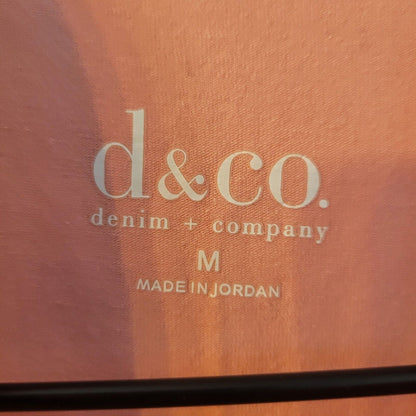 d&co.
denim + company
M
MADE IN JORDAN